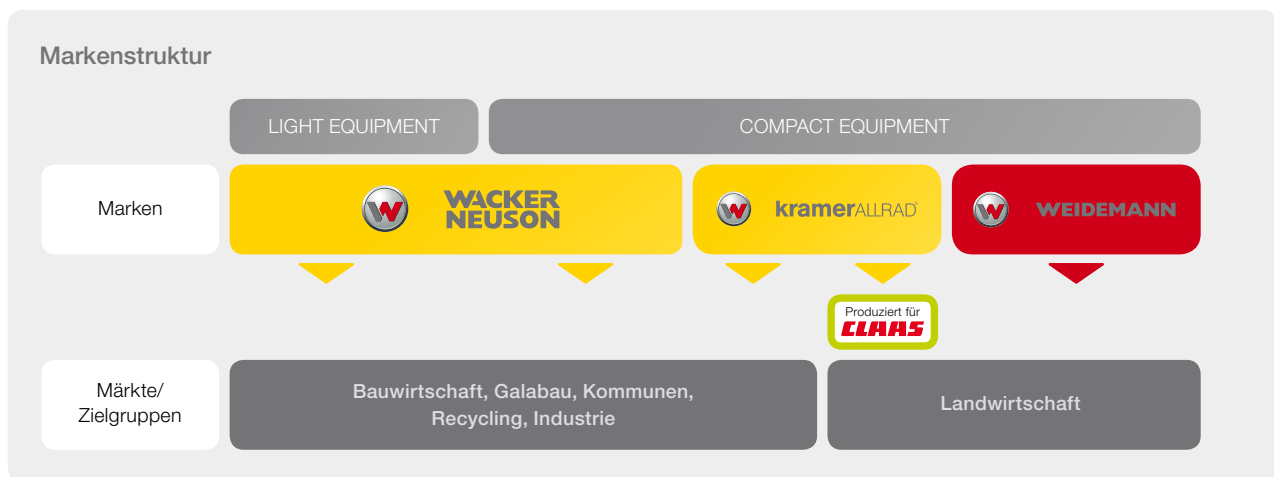 Markenstruktur
LIGHT EQUIPMENT
COMPACT EQUIPMENT
Marken
WACKER
NEUSON
kramerALLRAD
WEIDEMANN
Produziert für
CLAAS
Märkte/
Zielgruppen
Bauwirtschaft, Galabau, Kommunen,
Recycling, Industrie
Landwirtschaft